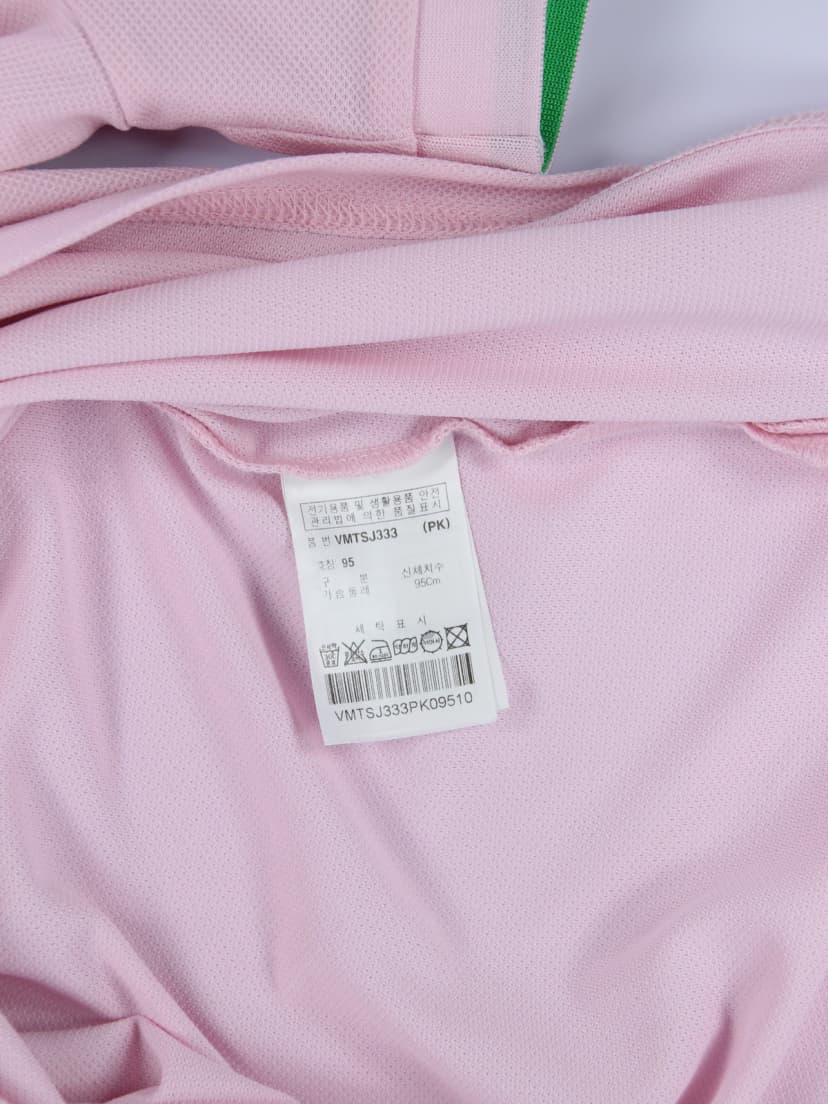 전기용품 및 생활용품 안전
관리법에 의한 품질표시
품 번 VMTSJ333 (PK)
호칭 95
구 분 신체치수
가슴둘레 95Cm
세 탁 표 시
VMTSJ333PK09510